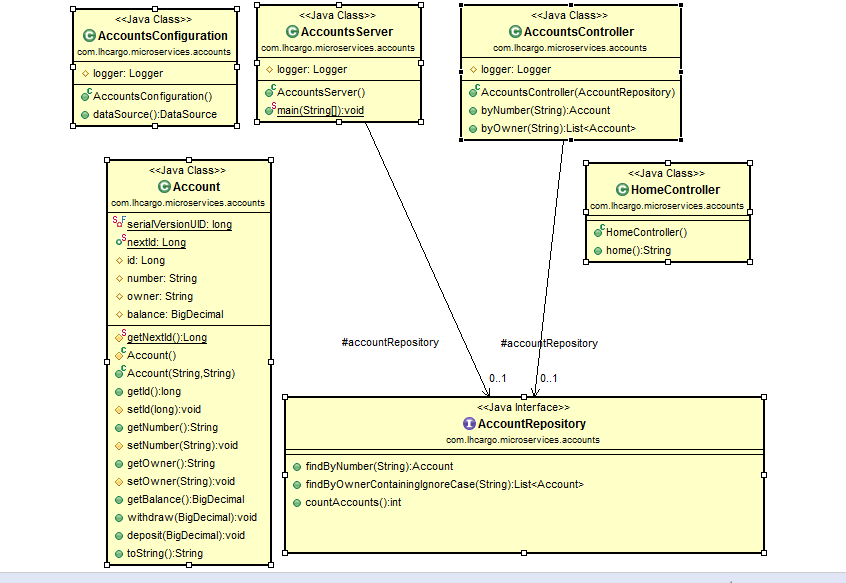 <<Java Class>>
AccountsConfiguration
com.lhcargo.microservices.accounts
logger: Logger
AccountsConfiguration()
dataSource():DataSource
<<Java Class>>
AccountsServer
com.lhcargo.microservices.accounts
logger: Logger
AccountsServer()
main(String[]):void
<<Java Class>>
AccountsController
com.lhcargo.microservices.accounts
logger: Logger
AccountsController(AccountRepository)
byNumber(String):Account
byOwner(String):List<Account>
<<Java Class>>
Account
com.lhcargo.microservices.accounts
serialVersionUID: long
nextId: Long
id: Long
number: String
owner: String
balance: BigDecimal
getNextId():Long
Account()
Account(String,String)
getId():long
setId(long):void
getNumber():String
setNumber(String):void
getOwner():String
setOwner(String):void
getBalance():BigDecimal
withdraw(BigDecimal):void
deposit(BigDecimal):void
toString():String
<<Java Class>>
HomeController
com.lhcargo.microservices.accounts
HomeController()
home():String
#accountRepository
0..1
#accountRepository
0..1
<<Java Interface>>
AccountRepository
com.lhcargo.microservices.accounts
findByNumber(String):Account
findByOwnerContainingIgnoreCase(String):List<Account>
countAccounts():int